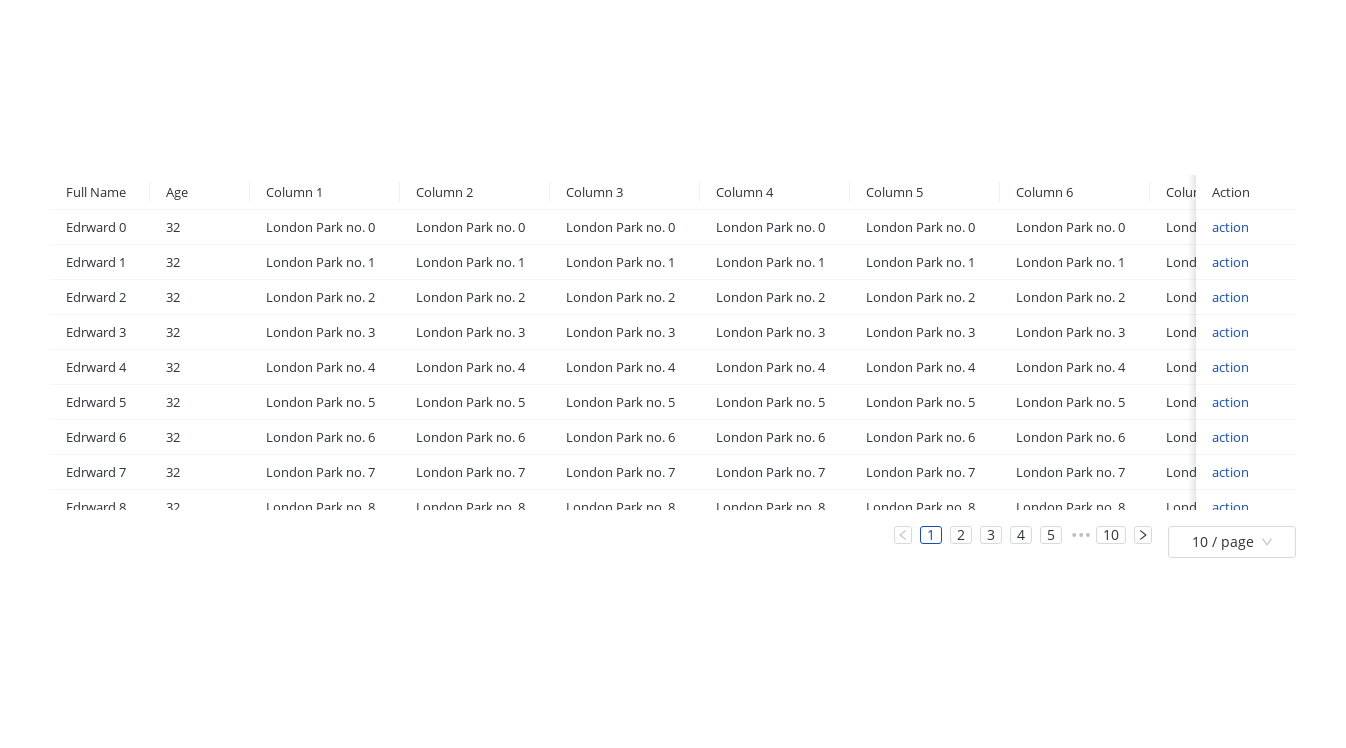 Full Name Age Column 1 Column 2 Column 3 Column 4 Column 5 Column 6 Colur Action
Edrward 0 32 London Park no. 0 London Park no. 0 London Park no. 0 London Park no. 0 London Park no. 0 London Park no. 0 Lond action
Edrward 1 32 London Park no. 1 London Park no. 1 London Park no. 1 London Park no. 1 London Park no. 1 London Park no. 1 Lond action
Edrward 2 32 London Park no. 2 London Park no. 2 London Park no. 2 London Park no. 2 London Park no. 2 London Park no. 2 Lond action
Edrward 3 32 London Park no. 3 London Park no. 3 London Park no. 3 London Park no. 3 London Park no. 3 London Park no. 3 Lond action
Edrward 4 32 London Park no. 4 London Park no. 4 London Park no. 4 London Park no. 4 London Park no. 4 London Park no. 4 Lond action
Edrward 5 32 London Park no. 5 London Park no. 5 London Park no. 5 London Park no. 5 London Park no. 5 London Park no. 5 Lond action
Edrward 6 32 London Park no. 6 London Park no. 6 London Park no. 6 London Park no. 6 London Park no. 6 London Park no. 6 Lond action
Edrward 7 32 London Park no. 7 London Park no. 7 London Park no. 7 London Park no. 7 London Park no. 7 London Park no. 7 Lond action
Edrward 8 32 London Park no. 8 London Park no. 8 London Park no. 8 London Park no. 8 London Park no. 8 London Park no. 8 Lond action
1 2 3 4 5 ••• 10 10 / page